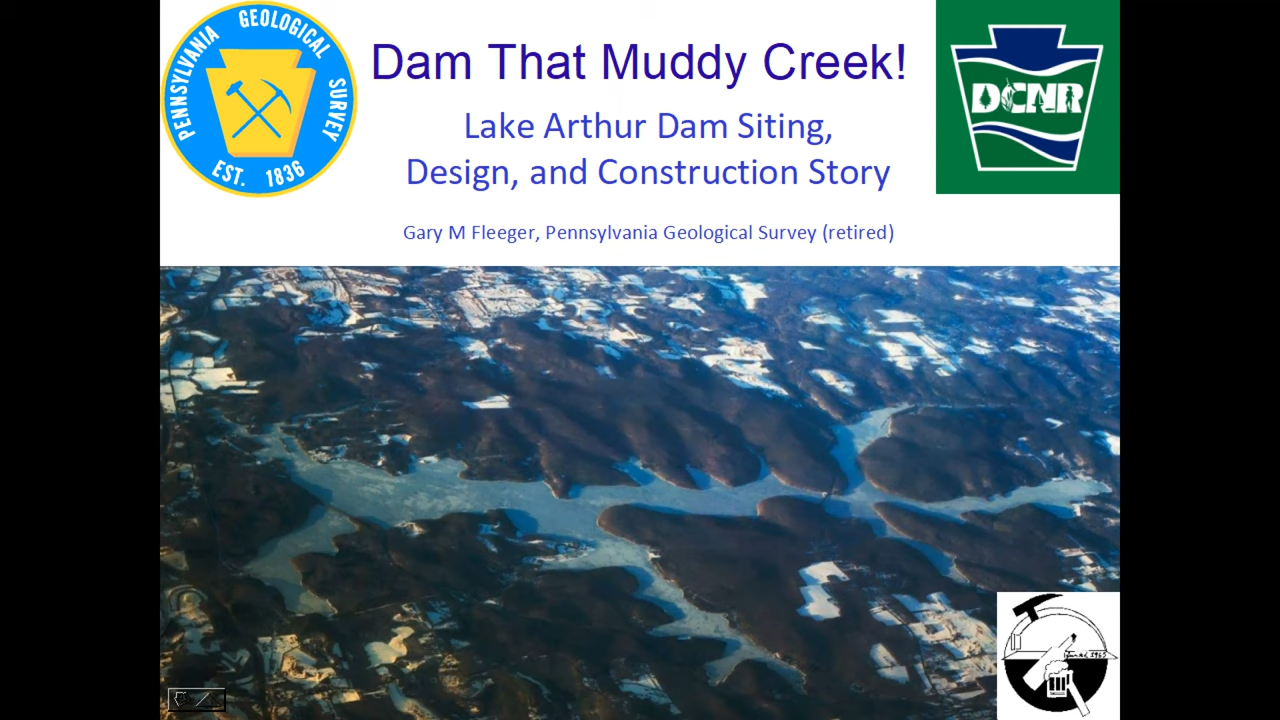 PENNSYLVANIA GEOLOGICAL SURVEY
EST. 1836
Dam That Muddy Creek!
Lake Arthur Dam Siting,
Design, and Construction Story
Gary M Fleeger, Pennsylvania Geological Survey (retired)
DCNR